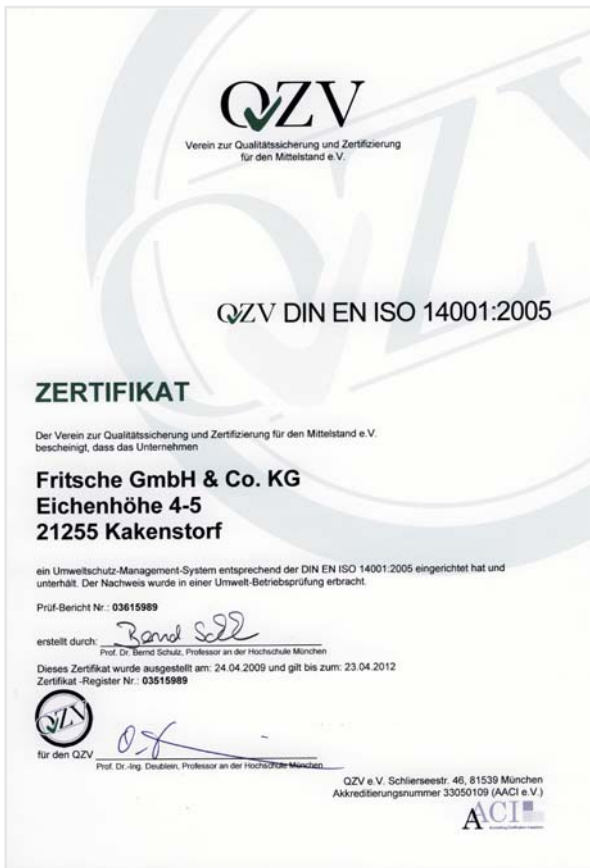 QZV
Verein zur Qualitätssicherung und Zertifizierung
für den Mittelstand e.V.
QZV DIN EN ISO 14001:2005
ZERTIFIKAT
Der Verein zur Qualitätssicherung und Zertifizierung für den Mittelstand e.V.
bescheinigt, dass das Unternehmen
Fritsche GmbH & Co. KG
Eichenhöhe 4-5
21255 Kakenstorf
ein Umweltschutz-Management-System entsprechend der DIN EN ISO 14001:2005 eingerichtet hat und
unterhält. Der Nachweis wurde in einer Umwelt-Betriebsprüfung erbracht.
Prüf-Bericht Nr.: 03615989
erstellt durch:
Prof. Dr. Bernd Schulz, Professor an der Hochschule München
Dieses Zertifikat wurde ausgestellt am: 24.04.2009 und gilt bis zum: 23.04.2012
Zertifikat -Register Nr.: 03515989
QZV
für den QZV
Prof. Dr.-Ing. Deublein, Professor an der Hochschule München
QZV e.V. Schlierseestr. 46, 81539 München
Akkreditierungsnummer 33050109 (AACI e.V.)
AACI